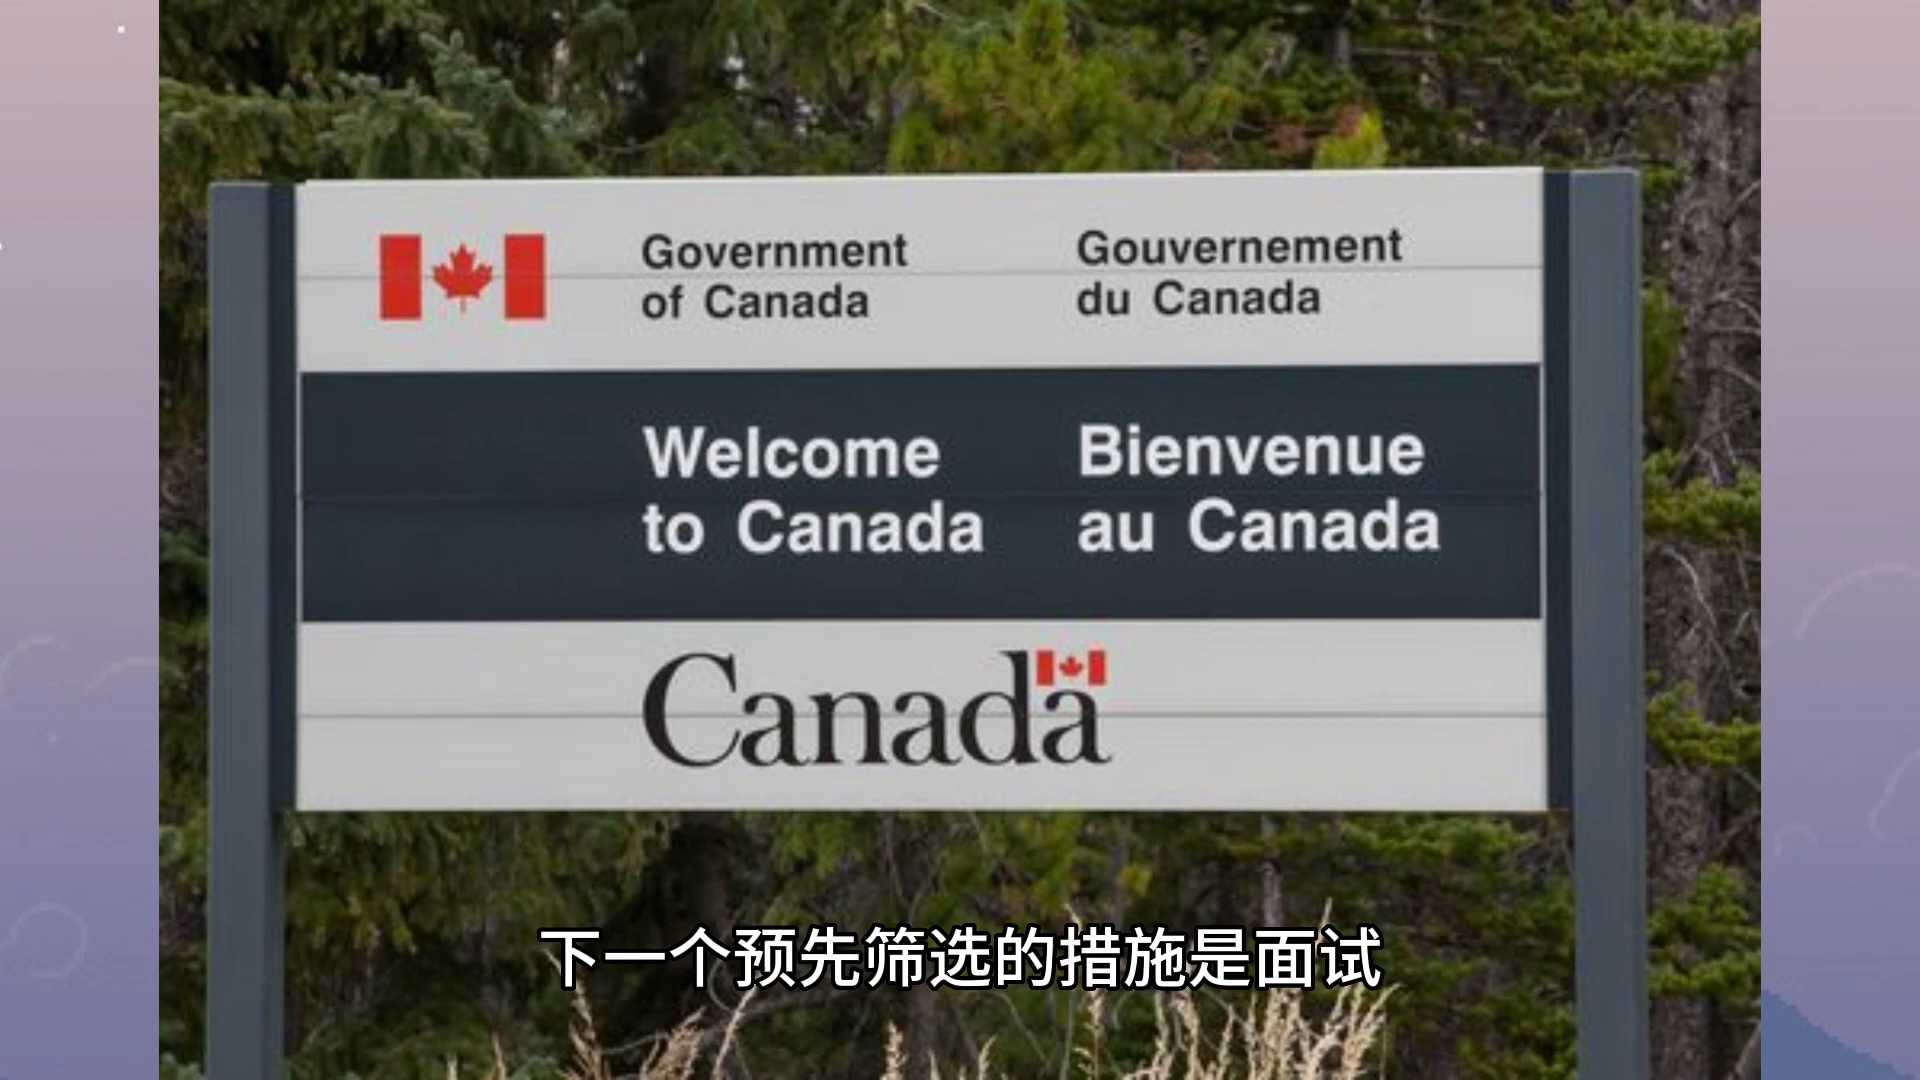 Government
of Canada
Gouvernement
du Canada
Welcome
to Canada
Bienvenue
au Canada
Canada
下一个预先筛选的措施是面试